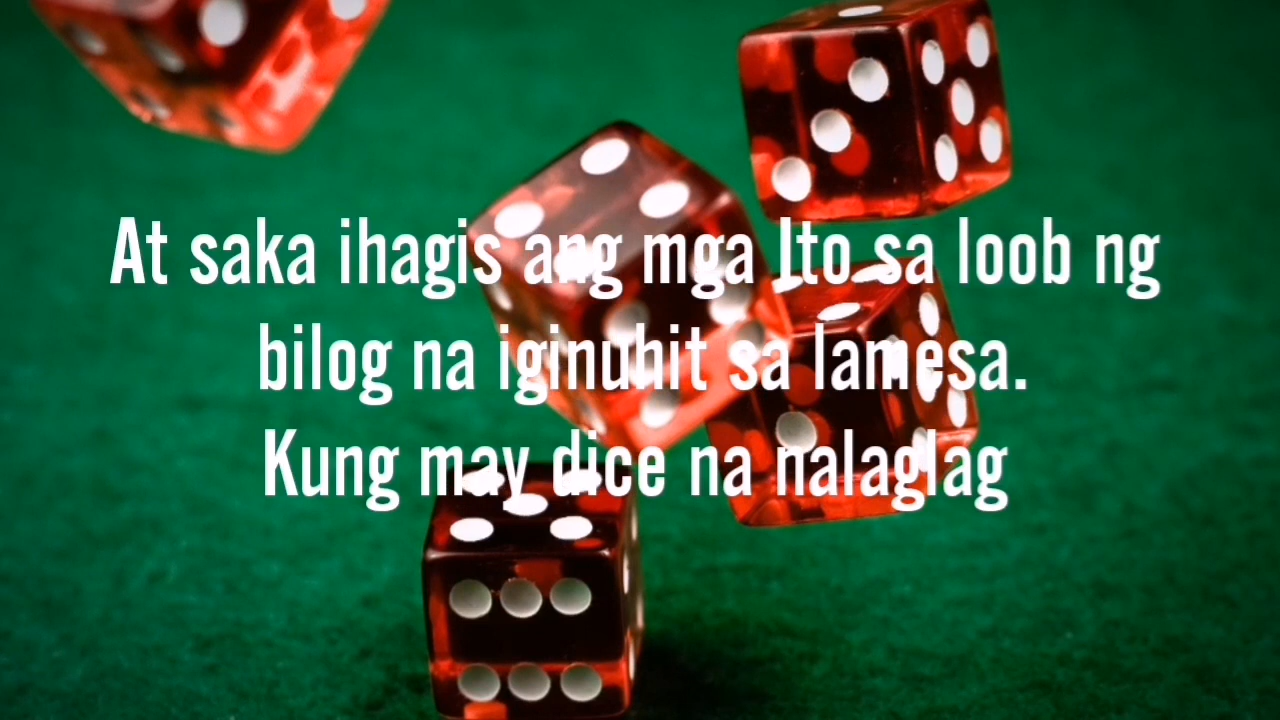 At saka ihagis ang mga Ito sa loob ng
bilog na iginuhit sa lamesa.
Kung may dice na nalaglag